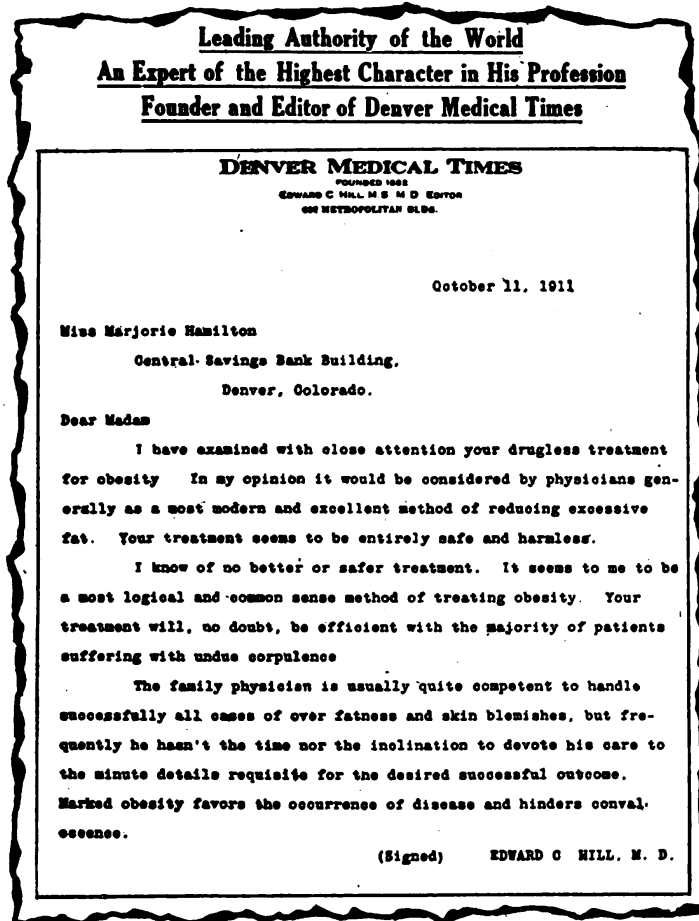 Leading Authority of the World
An Expert of the Highest Character in His Profession
Founder and Editor of Denver Medical Times
DENVER MEDICAL TIMES
FOUNDED 1882
EDWARD C HILL M S M D EDITOR
METROPOLITAN BLDG.
October 11, 1911
Miss Marjorie Hamilton
Central Savings Bank Building,
Denver, Colorado.
Dear Madam
I have examined with close attention your drugless treatment
for obesity In my opinion it would be considered by physicians gen-
erally as a most modern and excellent method of reducing excessive
fat. Your treatment seems to be entirely safe and harmless.
I know of no better or safer treatment. It seems to me to be
a most logical and common sense method of treating obesity. Your
treatment will, no doubt, be efficient with the majority of patients
suffering with undue corpulence
The family physician is usually quite competent to handle
successfully all cases of over fatness and skin blemishes, but fre-
quently he hasn't the time nor the inclination to devote his care to
the minute details requisite for the desired successful outcome.
Marked obesity favors the occurrence of disease and hinders conval-
escence.
(Signed) EDWARD C HILL, M. D.